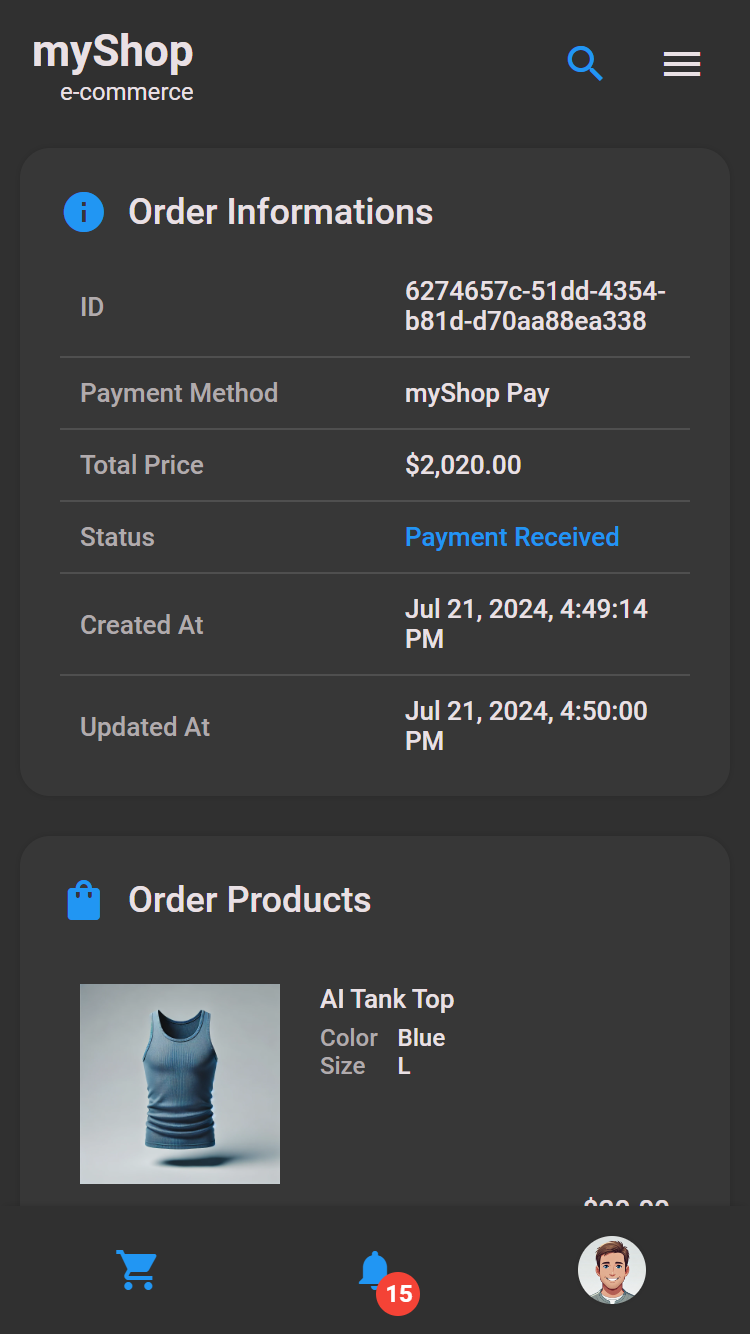 myShop
e-commerce
Order Informations
ID
6274657c-51dd-4354-
b81d-d70aa88ea338
Payment Method
myShop Pay
Total Price
$2,020.00
Status
Payment Received
Created At
Jul 21, 2024, 4:49:14
PM
Updated At
Jul 21, 2024, 4:50:00
PM
Order Products
AI Tank Top
Color Blue
Size L
15